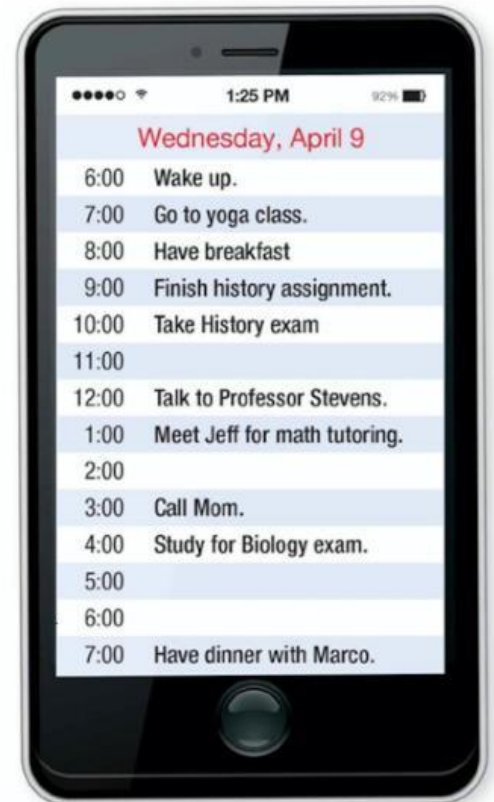 1:25 PM 92%
Wednesday, April 9
6:00 Wake up.
7:00 Go to yoga class.
8:00 Have breakfast
9:00 Finish history assignment.
10:00 Take History exam
11:00
12:00 Talk to Professor Stevens.
1:00 Meet Jeff for math tutoring.
2:00
3:00 Call Mom.
4:00 Study for Biology exam.
5:00
6:00
7:00 Have dinner with Marco.